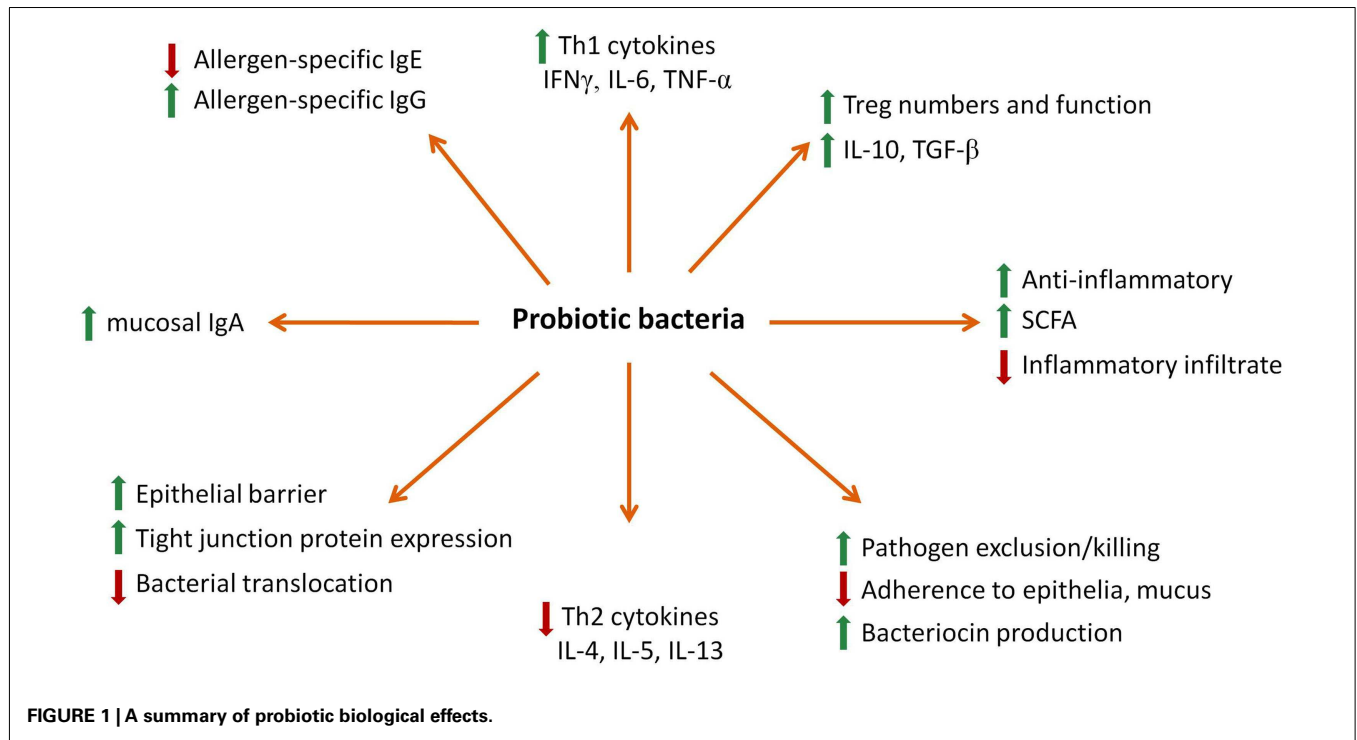 Allergen-specific IgE
Allergen-specific IgG
Th1 cytokines
IFNγ, IL-6, TNF-α
Treg numbers and function
IL-10, TGF-β
mucosal IgA
Probiotic bacteria
Anti-inflammatory
SCFA
Inflammatory infiltrate
Epithelial barrier
Tight junction protein expression
Bacterial translocation
Th2 cytokines
IL-4, IL-5, IL-13
Pathogen exclusion/killing
Adherence to epithelia, mucus
Bacteriocin production
FIGURE 1 | A summary of probiotic biological effects.